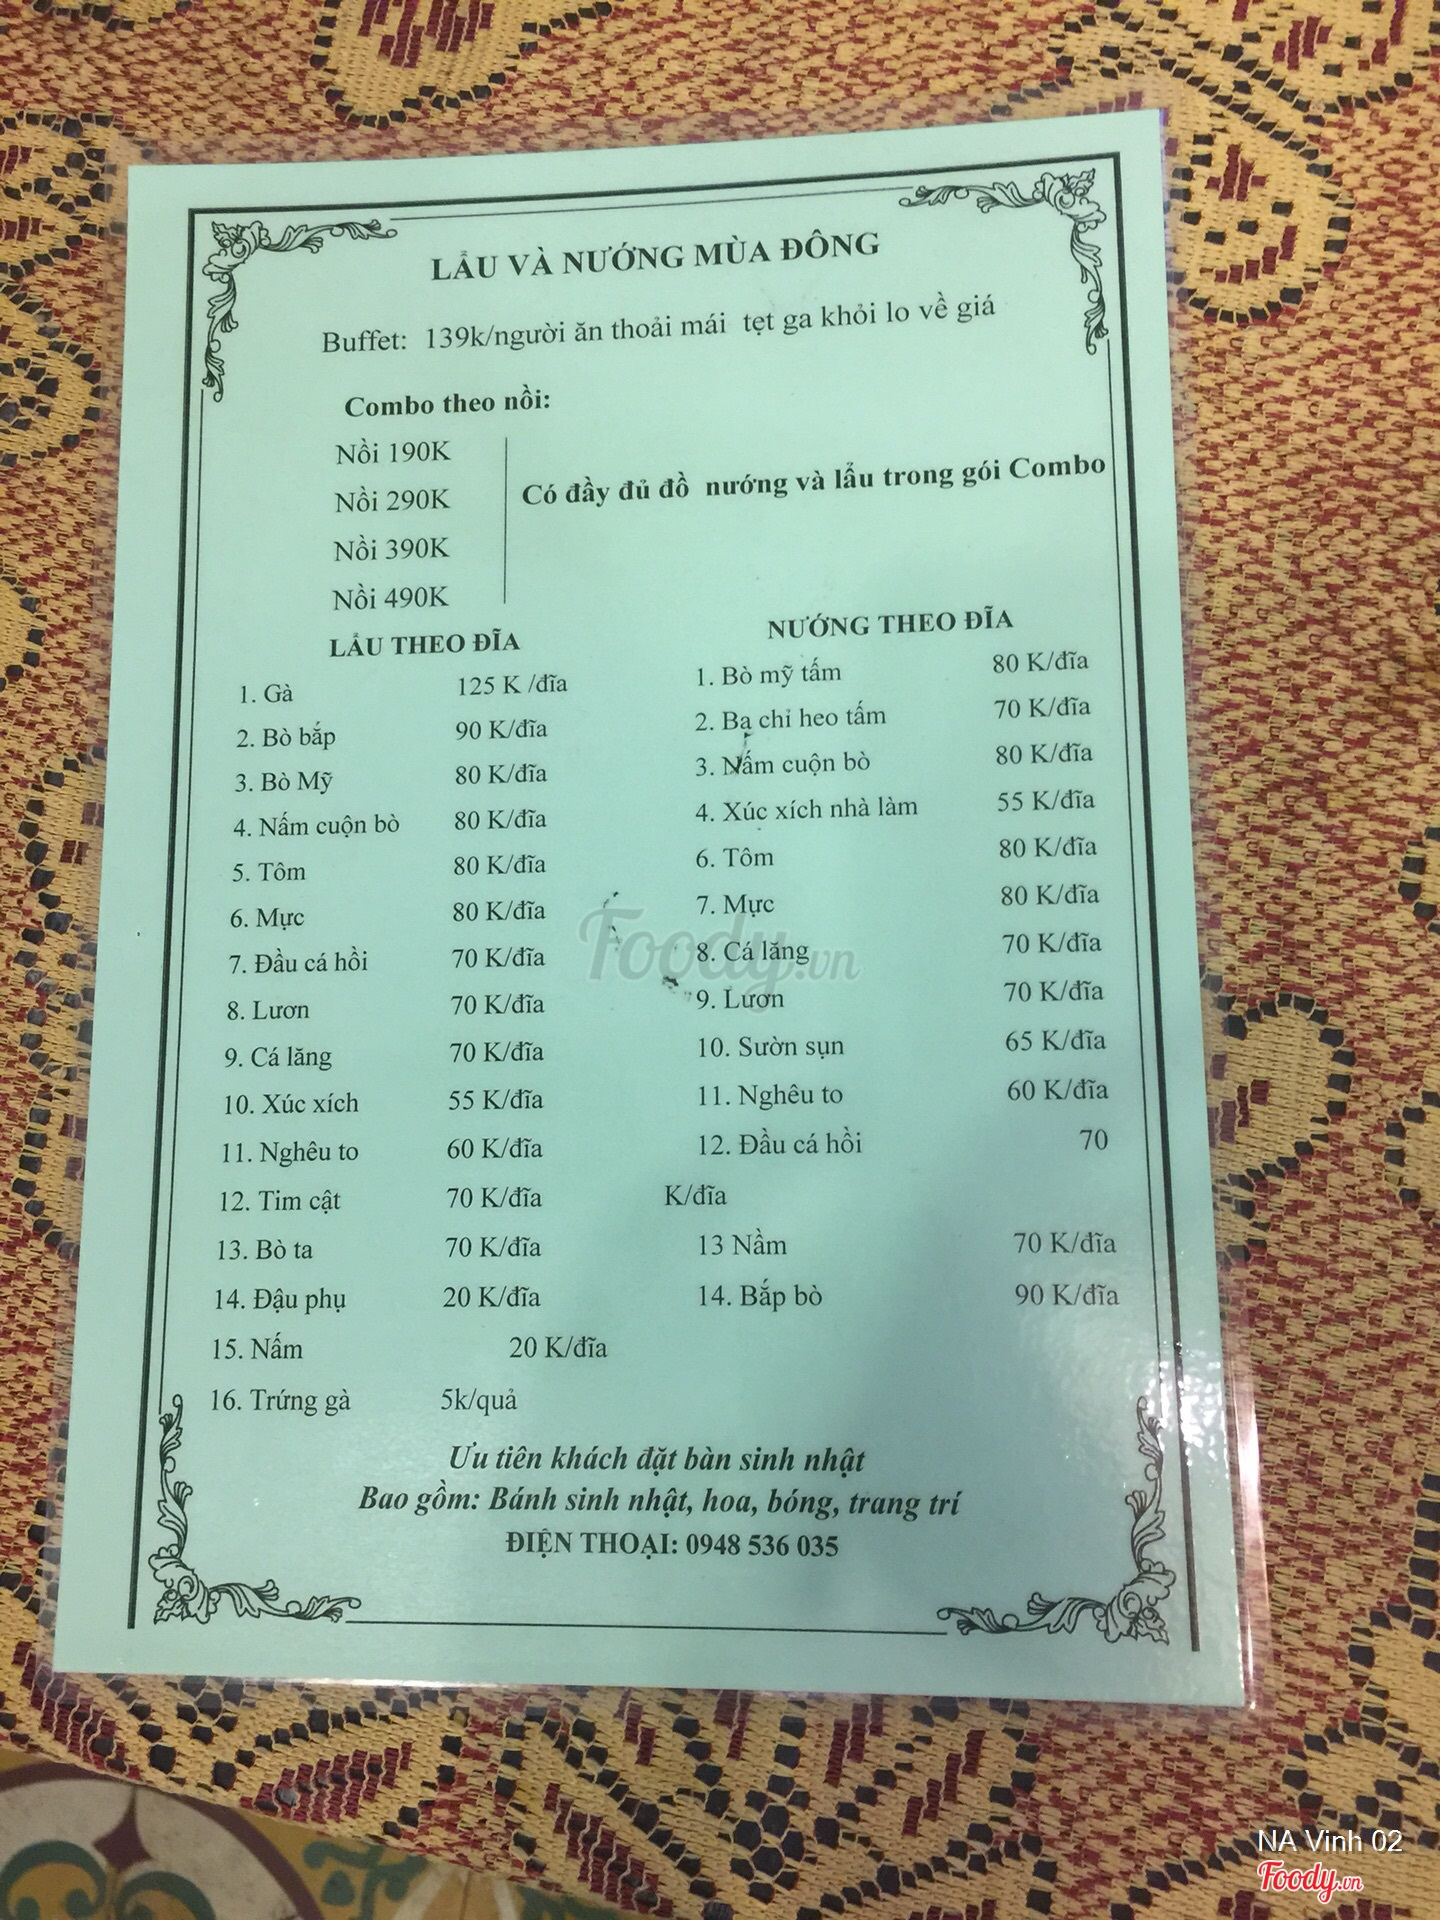 LẨU VÀ NƯỚNG MÙA ĐÔNG
Buffet: 139k/người ăn thoải mái tẹt ga khỏi lo về giá
Combo theo nồi:
Nồi 190K
Nồi 290K
Nồi 390K
Nồi 490K
Có đầy đủ đồ nướng và lẩu trong gói Combo
LẨU THEO ĐĨA
1. Gà 125 K /đĩa
2. Bò bắp 90 K/đĩa
3. Bò Mỹ 80 K/đĩa
4. Nấm cuộn bò 80 K/đĩa
5. Tôm 80 K/đĩa
6. Mực 80 K/đĩa
7. Đầu cá hồi 70 K/đĩa
8. Lươn 70 K/đĩa
9. Cá lăng 70 K/đĩa
10. Xúc xích 55 K/đĩa
11. Nghêu to 60 K/đĩa
12. Tim cật 70 K/đĩa
13. Bò ta 70 K/đĩa
14. Đậu phụ 20 K/đĩa
15. Nấm 20 K/đĩa
16. Trứng gà 5k/quả
NƯỚNG THEO ĐĨA
1. Bò mỹ tấm 80 K/đĩa
2. Ba chỉ heo tấm 70 K/đĩa
3. Nấm cuộn bò 80 K/đĩa
4. Xúc xích nhà làm 55 K/đĩa
6. Tôm 80 K/đĩa
7. Mực 80 K/đĩa
8. Cá lăng 70 K/đĩa
9. Lươn 70 K/đĩa
10. Sườn sụn 65 K/đĩa
11. Nghêu to 60 K/đĩa
12. Đầu cá hồi 70
K/đĩa
13 Nầm 70 K/đĩa
14. Bắp bò 90 K/đĩa
Ưu tiên khách đặt bàn sinh nhật
Bao gồm: Bánh sinh nhật, hoa, bóng, trang trí
ĐIỆN THOẠI: 0948 536 035
Foody.vn
NA Vinh 02
Foody.vn